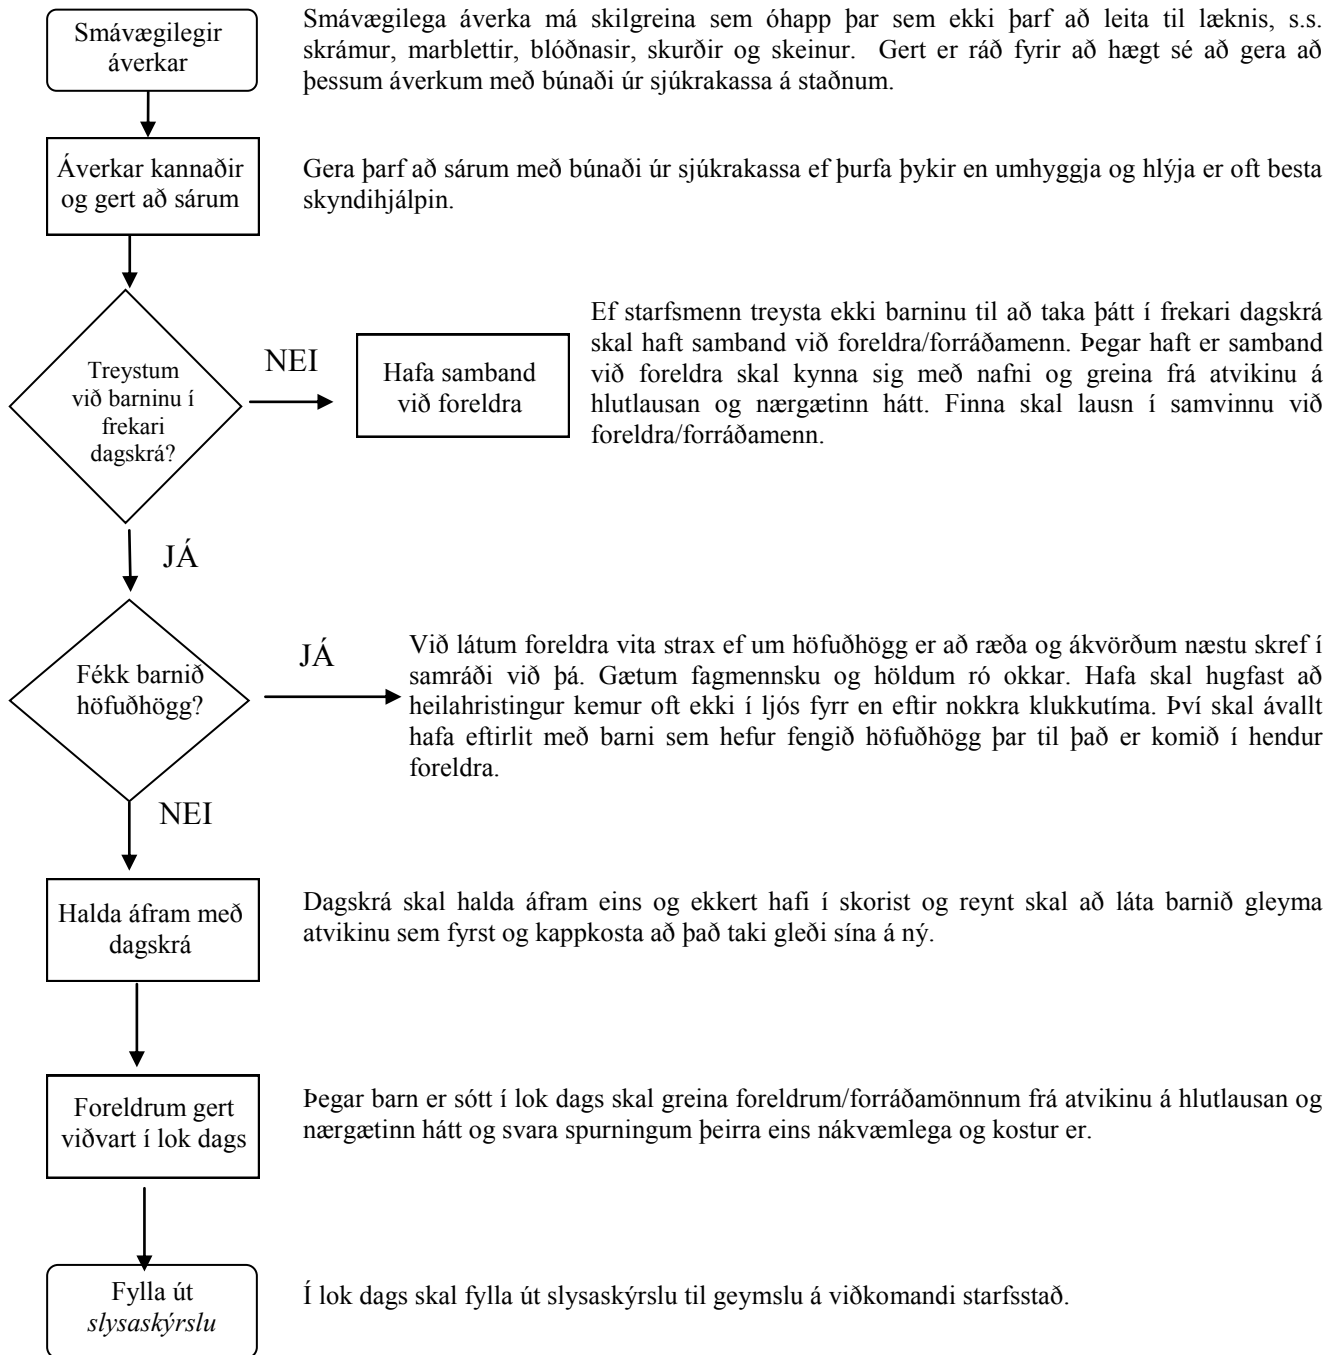 Smávægilegir
áverkar
Smávægilega áverka má skilgreina sem óhapp þar sem ekki þarf að leita til læknis, s.s.
skrámur, marblettir, blóðnasir, skurðir og skeinur. Gert er ráð fyrir að hægt sé að gera að
þessum áverkum með búnaði úr sjúkrakassa á staðnum.
Áverkar kannaðir
og gert að sárum
Gera þarf að sárum með búnaði úr sjúkrakassa ef þurfa þykir en umhyggja og hlýja er oft besta
skyndihjálpin.
Treystum
við barninu í
frekari
dagskrá?
NEI
Hafa samband
við foreldra
Ef starfsmenn treysta ekki barninu til að taka þátt í frekari dagskrá
skal haft samband við foreldra/forráðamenn. Þegar haft er samband
við foreldra skal kynna sig með nafni og greina frá atvikinu á
hlutlausan og nærgætinn hátt. Finna skal lausn í samvinnu við
foreldra/forráðamenn.
JÁ
Fékk barnið
höfuðhögg?
JÁ
Við látum foreldra vita strax ef um höfuðhögg er að ræða og ákvörðum næstu skref í
samráði við þá. Gætum fagmennsku og höldum ró okkar. Hafa skal hugfast að
heilahristingur kemur oft ekki í ljós fyrr en eftir nokkra klukkutíma. Því skal ávallt
hafa eftirlit með barni sem hefur fengið höfuðhögg þar til það er komið í hendur
foreldra.
NEI
Halda áfram með
dagskrá
Dagskrá skal halda áfram eins og ekkert hafi í skorist og reynt skal að láta barnið gleyma
atvikinu sem fyrst og kappkosta að það taki gleði sína á ný.
Foreldrum gert
viðvart í lok dags
Þegar barn er sótt í lok dags skal greina foreldrum/forráðamönnum frá atvikinu á hlutlausan og
nærgætinn hátt og svara spurningum þeirra eins nákvæmlega og kostur er.
Fylla út
slysaskýrslu
Í lok dags skal fylla út slysaskýrslu til geymslu á viðkomandi starfsstað.